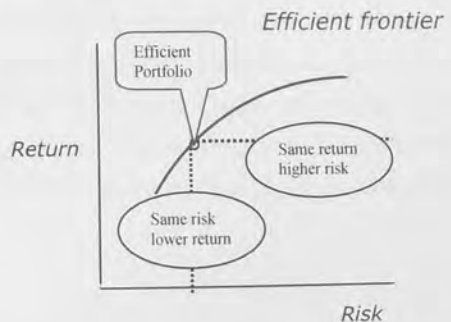 Efficient frontier
Efficient
Portfolio
Return
Same return
higher risk
Same risk
lower return
Risk